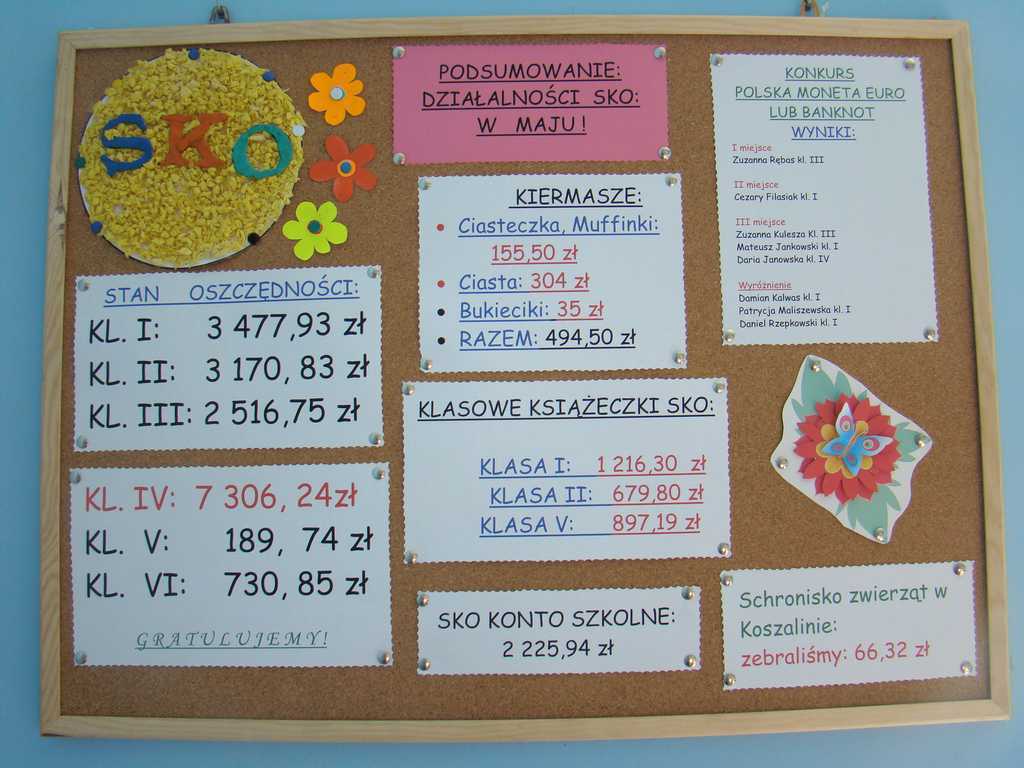 SKO
STAN OSZCZĘDNOŚCI:
KL. I: 3 477,93 zł
KL. II: 3 170, 83 zł
KL. III: 2 516,75 zł
KL. IV: 7 306, 24zł
KL. V: 189, 74 zł
KL. VI: 730, 85 zł
GRATULUJEMY!
PODSUMOWANIE:
DZIAŁALNOŚCI SKO:
W MAJU!
KIERMASZE:
• Ciasteczka, Muffinki:
155,50 zł
• Ciasta: 304 zł
• Bukieciki: 35 zł
• RAZEM: 494,50 zł
KLASOWE KSIĄŻECZKI SKO:
KLASA I: 1 216,30 zł
KLASA II: 679,80 zł
KLASA V: 897,19 zł
SKO KONTO SZKOLNE:
2 225,94 zł
KONKURS
POLSKA MONETA EURO
LUB BANKNOT
WYNIKI:
I miejsce
Zuzanna Rębas kl. III
II miejsce
Cezary Filasiak kl. I
III miejsce
Zuzanna Kulesza Kl. III
Mateusz Jankowski kl. I
Daria Janowska kl. IV
Wyróżnienie
Damian Kalwas kl. I
Patrycja Maliszewska kl. I
Daniel Rzepkowski kl. I
Schronisko zwierząt w
Koszalinie:
zebraliśmy: 66,32 zł